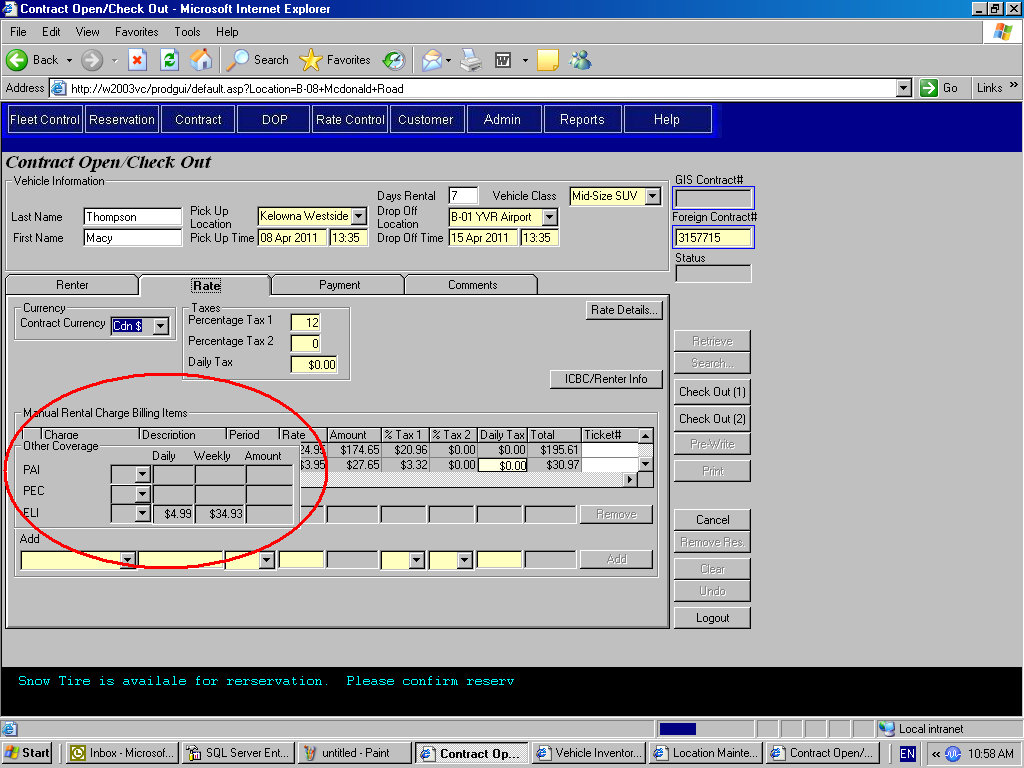 Contract Open/Check Out - Microsoft Internet Explorer
File Edit View Favorites Tools Help
Back Search Favorites
Address http://w2003vc/prodgui/default.asp?Location=B-08+Mcdonald+Road Go Links »
Fleet Control Reservation Contract DOP Rate Control Customer Admin Reports Help
Contract Open/Check Out
Vehicle Information
Days Rental 7 Vehicle Class Mid-Size SUV
Last Name Thompson Pick Up Location Kelowna Westside Drop Off Location B-01 YVR Airport
First Name Macy Pick Up Time 08 Apr 2011 13:35 Drop Off Time 15 Apr 2011 13:35
GIS Contract#
Foreign Contract#
3157715
Status
Renter Rate Payment Comments
Currency
Contract Currency Cdn $
Taxes
Percentage Tax 1 12
Percentage Tax 2 0
Daily Tax $0.00
Rate Details...
ICBC/Renter Info
Manual Rental Charge Billing Items
Charge Description Period Rate Amount % Tax 1 % Tax 2 Daily Tax Total Ticket#
24.95 $174.65 $20.96 $0.00 $0.00 $195.61
$3.95 $27.65 $3.32 $0.00 $0.00 $30.97
Other Coverage
Daily Weekly Amount
PAI
PEC
ELI $4.99 $34.93
Remove
Add
Add
Retrieve
Search...
Check Out (1)
Check Out (2)
Pre-Write
Print
Cancel
Remove Res.
Clear
Undo
Logout
Snow Tire is availale for rerservation. Please confirm reserv
Local intranet
Start Inbox - Microsof... SQL Server Ent... untitled - Paint Contract Op... Vehicle Inventor... Location Mainte... Contract Open/... EN « 10:58 AM